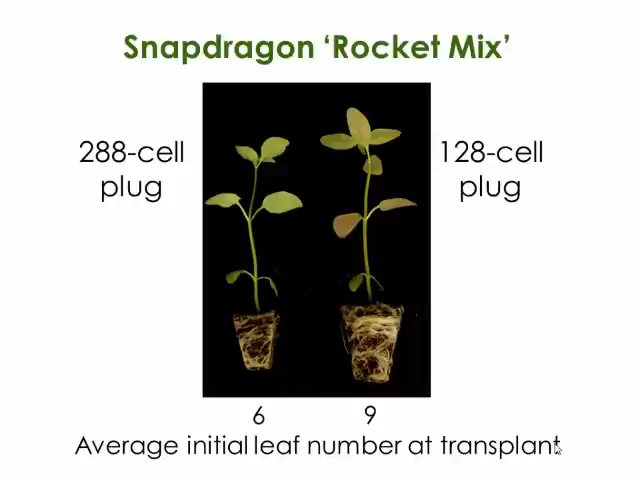 Snapdragon ‘Rocket Mix’
288-cell
plug
128-cell
plug
6 9
Average initial leaf number at transplant